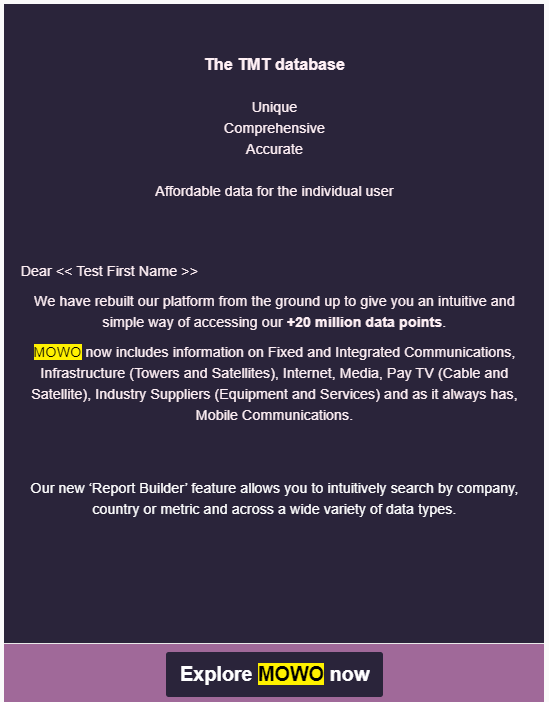 The TMT database
Unique
Comprehensive
Accurate
Affordable data for the individual user
Dear << Test First Name >>
We have rebuilt our platform from the ground up to give you an intuitive and
simple way of accessing our +20 million data points.
MOWO now includes information on Fixed and Integrated Communications,
Infrastructure (Towers and Satellites), Internet, Media, Pay TV (Cable and
Satellite), Industry Suppliers (Equipment and Services) and as it always has,
Mobile Communications.
Our new ‘Report Builder’ feature allows you to intuitively search by company,
country or metric and across a wide variety of data types.
Explore MOWO now